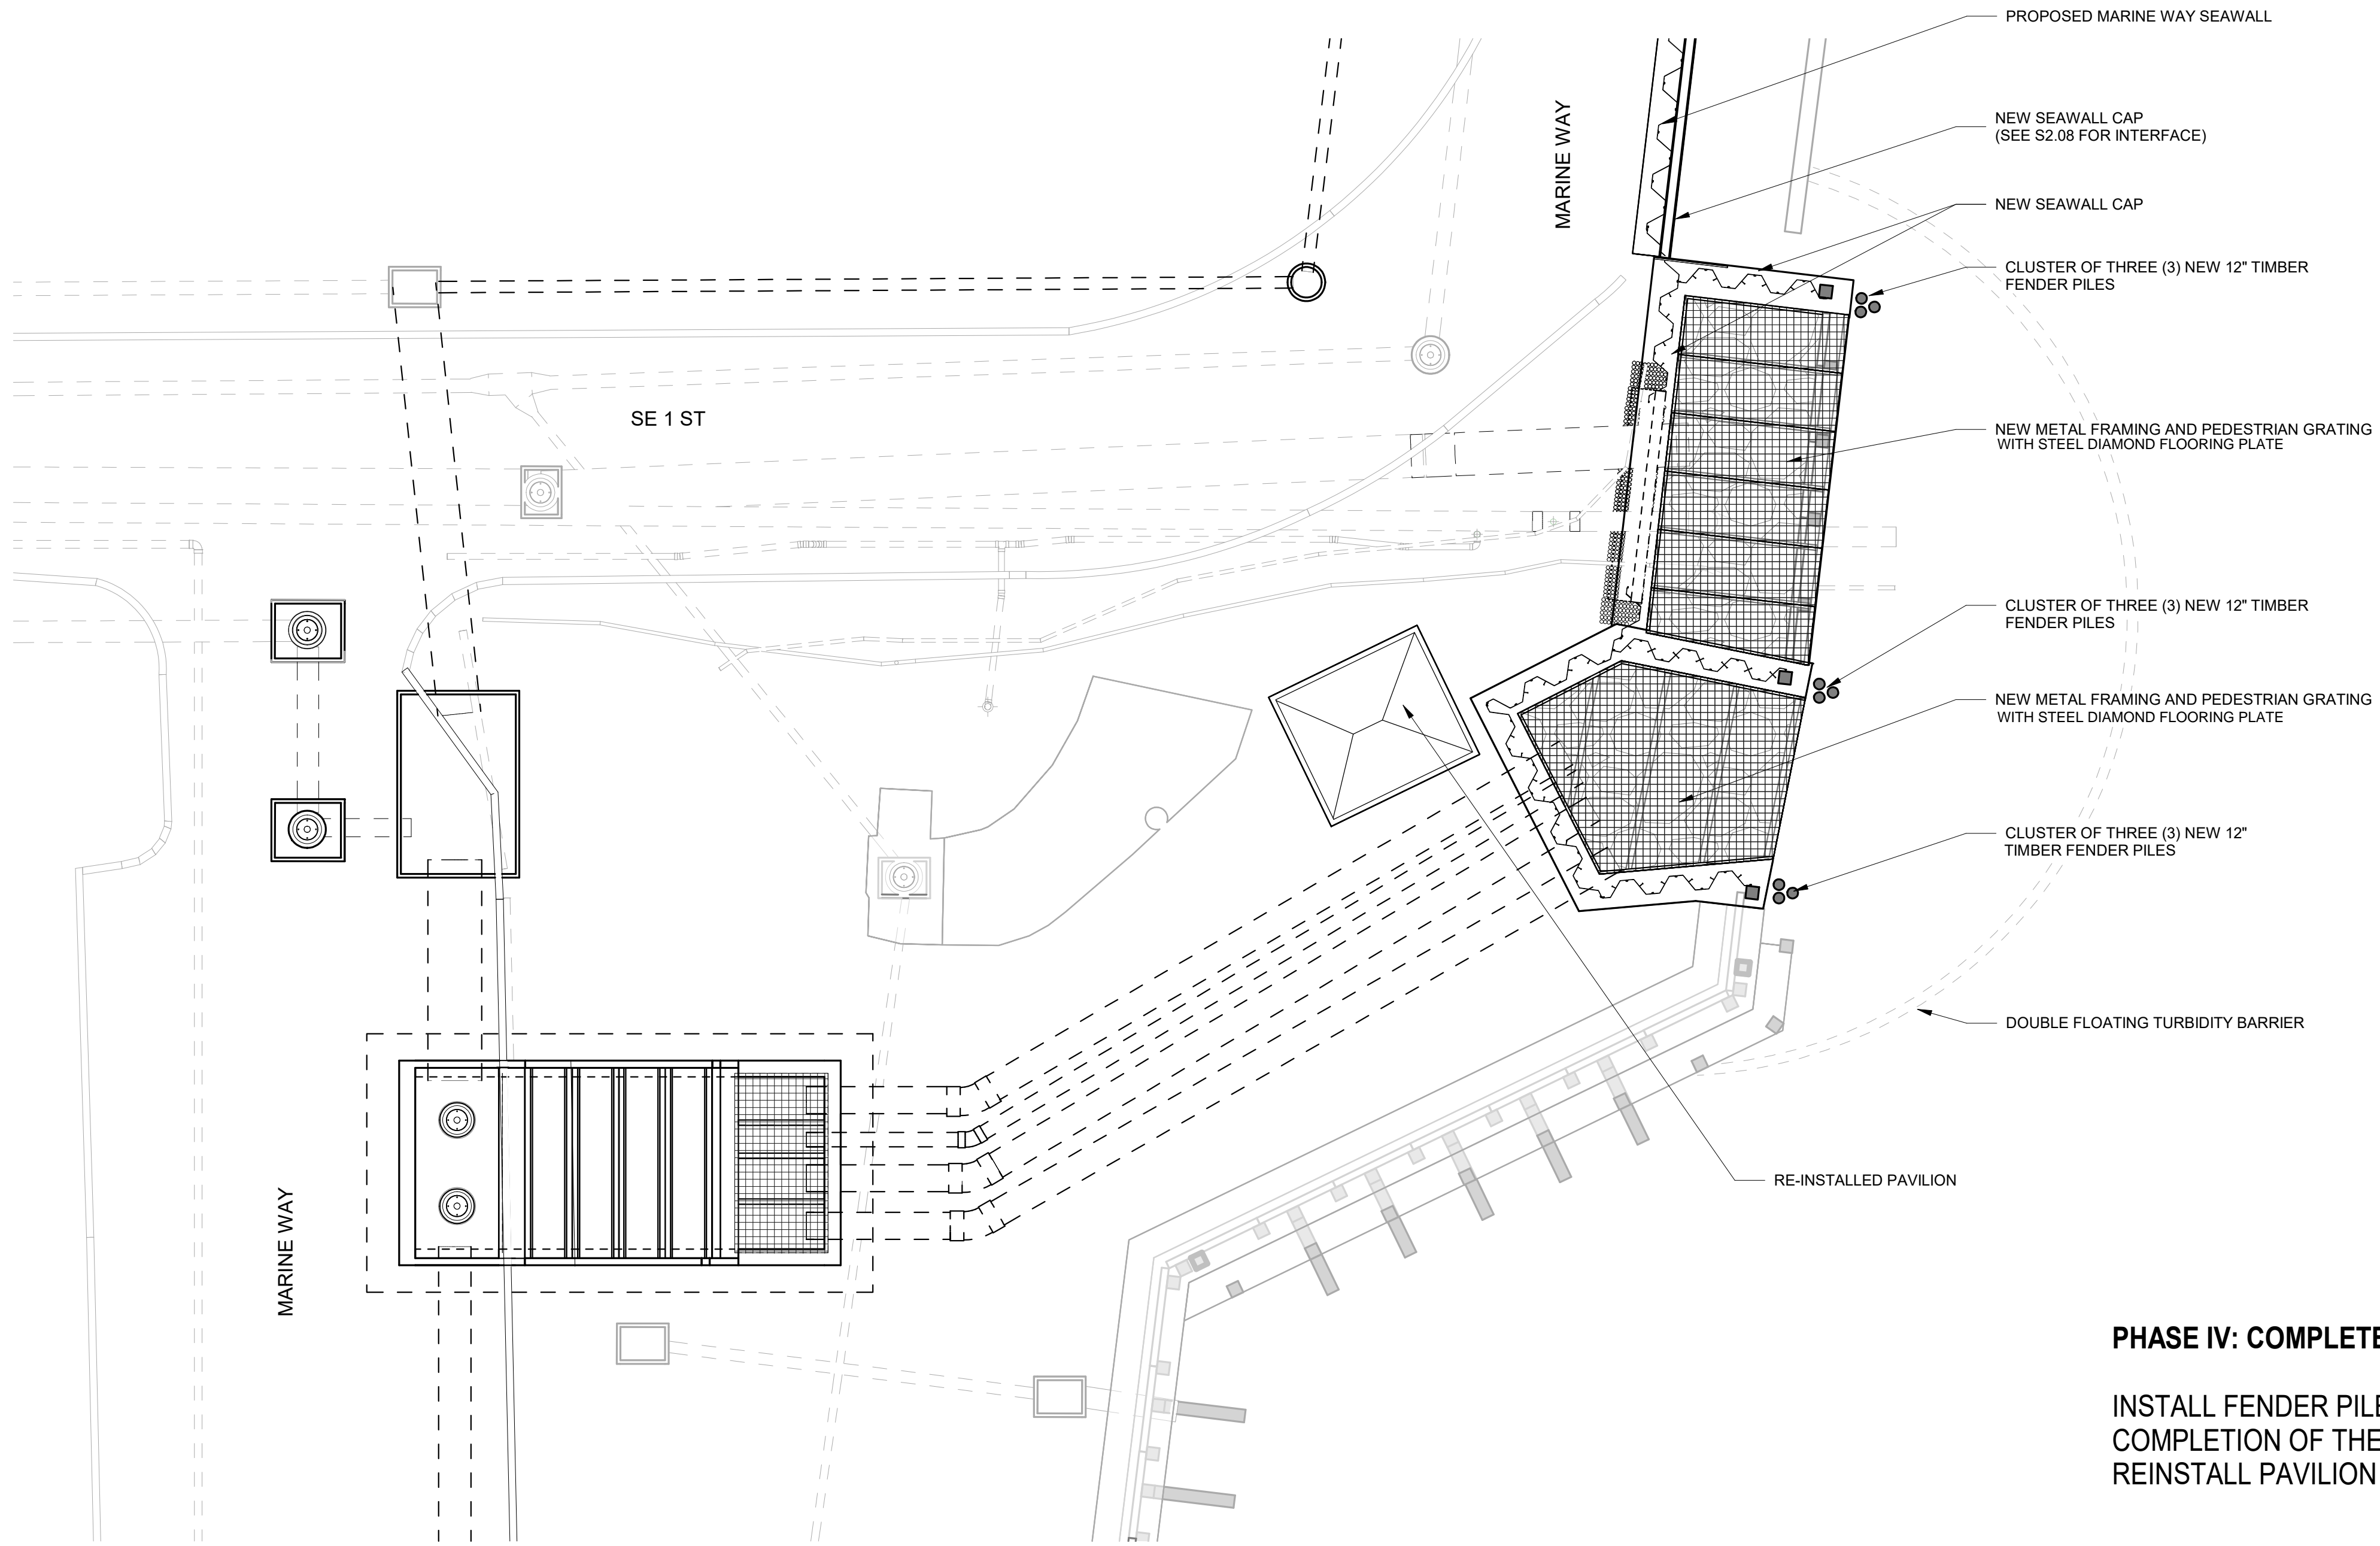 PROPOSED MARINE WAY SEAWALL
NEW SEAWALL CAP
(SEE S2.08 FOR INTERFACE)
MARINE WAY
NEW SEAWALL CAP
CLUSTER OF THREE (3) NEW 12" TIMBER
FENDER PILES
SE 1 ST
NEW METAL FRAMING AND PEDESTRIAN GRATING
WITH STEEL DIAMOND FLOORING PLATE
CLUSTER OF THREE (3) NEW 12" TIMBER
FENDER PILES
NEW METAL FRAMING AND PEDESTRIAN GRATING
WITH STEEL DIAMOND FLOORING PLATE
CLUSTER OF THREE (3) NEW 12"
TIMBER FENDER PILES
DOUBLE FLOATING TURBIDITY BARRIER
RE-INSTALLED PAVILION
MARINE WAY
PHASE IV: COMPLETE
INSTALL FENDER PILE
COMPLETION OF THE
REINSTALL PAVILION